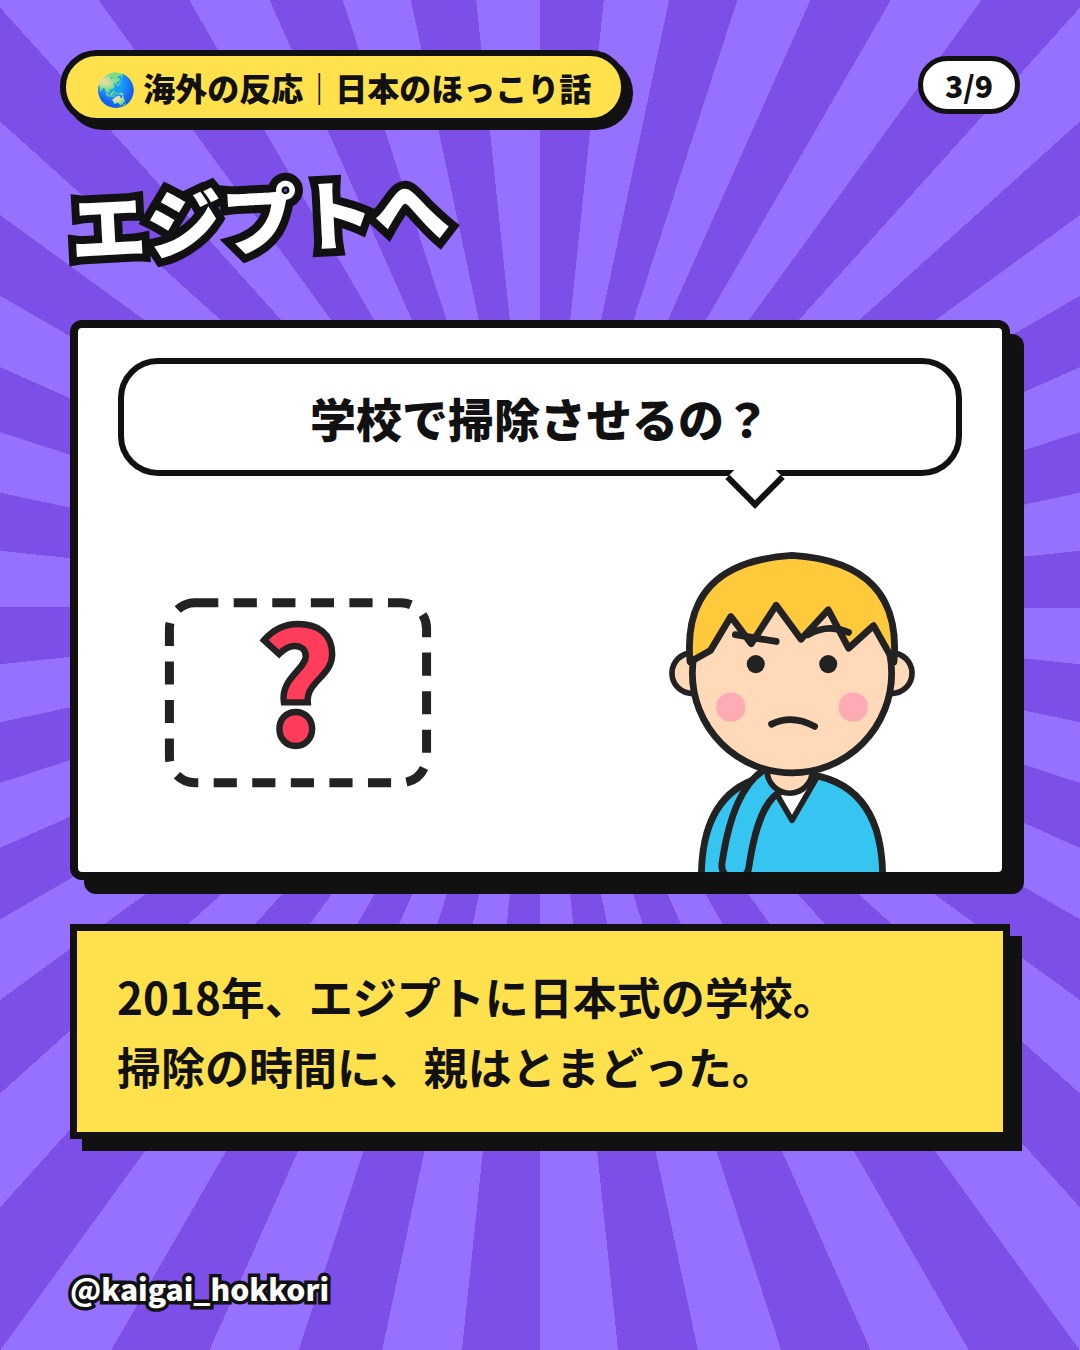 🌏 海外の反応｜日本のほっこり話
3/9
エジプトへ
学校で掃除させるの？
?
2018年、エジプトに日本式の学校。
掃除の時間に、親はとまどった。
@kaigai_hokkori